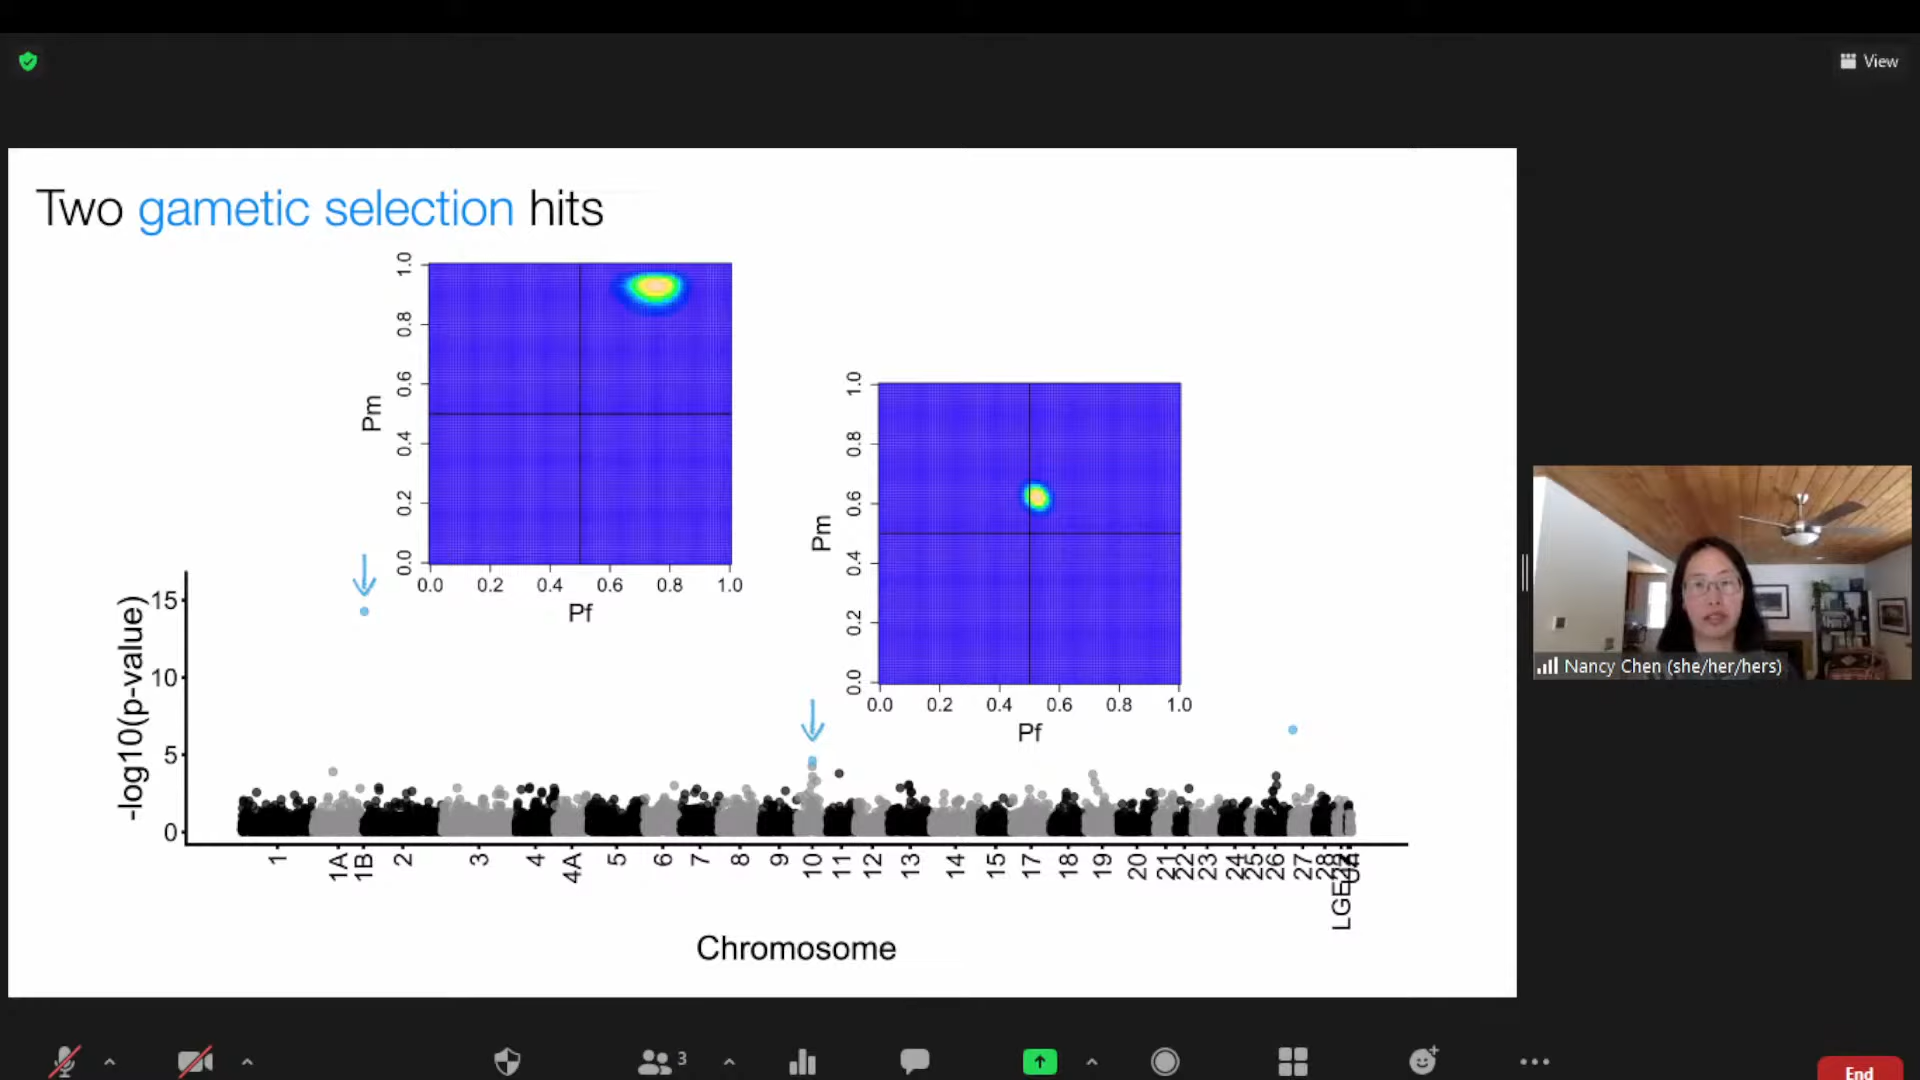 View
Two gametic selection hits
1.0
0.8
0.6
0.4
0.2
0.0
Pm
0.0 0.2 0.4 0.6 0.8 1.0
Pf
1.0
0.8
0.6
0.4
0.2
0.0
Pm
0.0 0.2 0.4 0.6 0.8 1.0
Pf
15
10
5
0
-log10(p-value)
1 1A 1B 2 3 4 4A 5 6 7 8 9 10 11 12 13 14 15 17 18 19 20 21 22 23 24 25 26 27 28
Chromosome
Nancy Chen (she/her/hers)
3
End